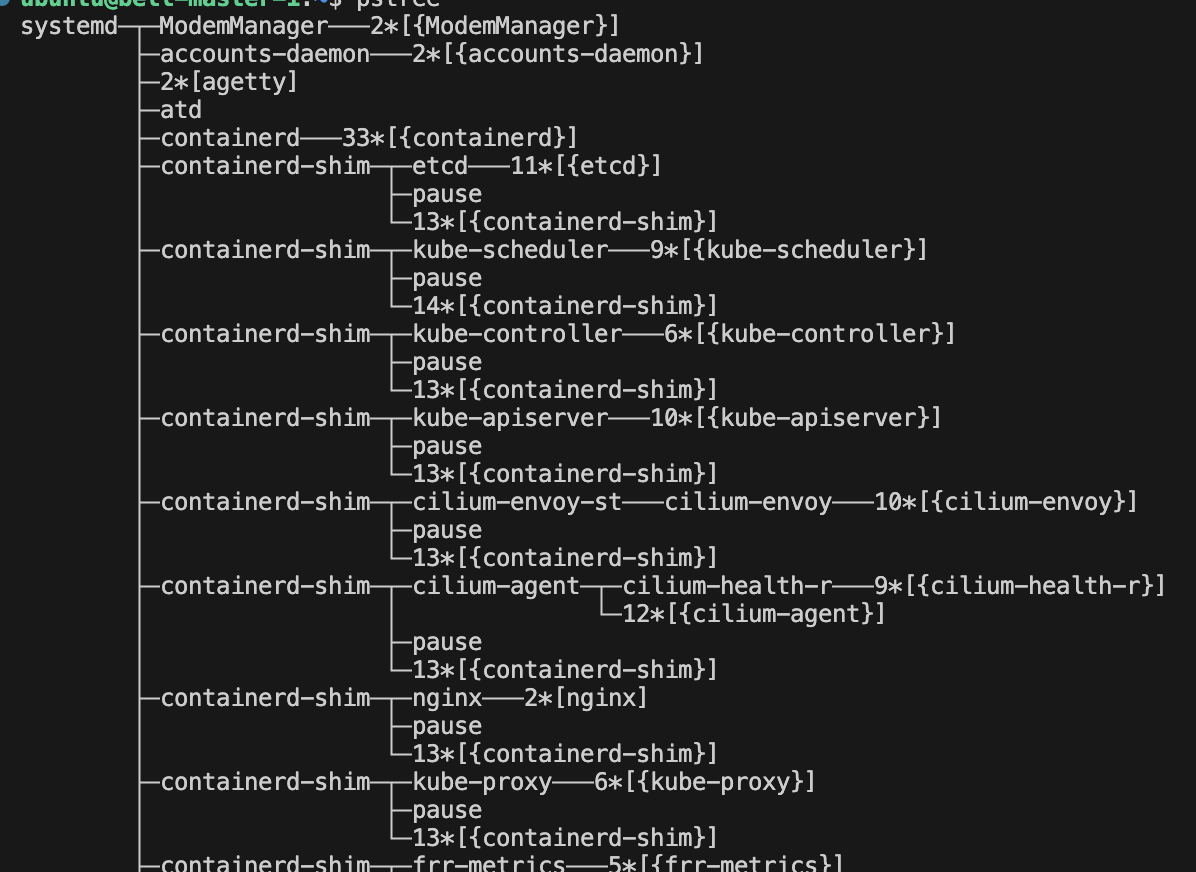 ubuntu@bell-master-1:~$ pstree
systemd─┬─ModemManager───2*[{ModemManager}]
        ├─accounts-daemon───2*[{accounts-daemon}]
        ├─2*[agetty]
        ├─atd
        ├─containerd───33*[{containerd}]
        ├─containerd-shim─┬─etcd───11*[{etcd}]
        │                 ├─pause
        │                 └─13*[{containerd-shim}]
        ├─containerd-shim─┬─kube-scheduler───9*[{kube-scheduler}]
        │                 ├─pause
        │                 └─14*[{containerd-shim}]
        ├─containerd-shim─┬─kube-controller───6*[{kube-controller}]
        │                 ├─pause
        │                 └─13*[{containerd-shim}]
        ├─containerd-shim─┬─kube-apiserver───10*[{kube-apiserver}]
        │                 ├─pause
        │                 └─13*[{containerd-shim}]
        ├─containerd-shim─┬─cilium-envoy-st───cilium-envoy───10*[{cilium-envoy}]
        │                 ├─pause
        │                 └─13*[{containerd-shim}]
        ├─containerd-shim─┬─cilium-agent─┬─cilium-health-r───9*[{cilium-health-r}]
        │                 │              └─12*[{cilium-agent}]
        │                 ├─pause
        │                 └─13*[{containerd-shim}]
        ├─containerd-shim─┬─nginx───2*[nginx]
        │                 ├─pause
        │                 └─13*[{containerd-shim}]
        ├─containerd-shim─┬─kube-proxy───6*[{kube-proxy}]
        │                 ├─pause
        │                 └─13*[{containerd-shim}]
        ├─containerd-shim─┬─frr-metrics───5*[{frr-metrics}]